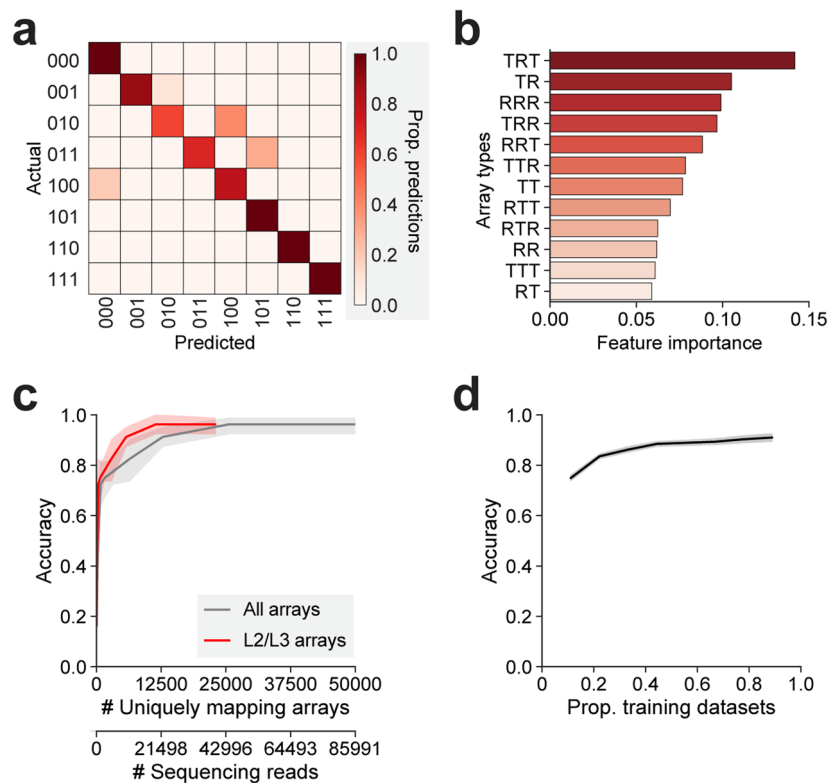 a
Actual
000
001
010
011
100
101
110
111
000 001 010 011 100 101 110 111
Predicted
1.0
0.8
0.6
0.4
0.2
0.0
Prop. predictions
b
Array types
TRT
TR
RRR
TRR
RRT
TTR
TT
RTT
RTR
RR
TTT
RT
0.00 0.05 0.10 0.15
Feature importance
c
Accuracy
1.0
0.8
0.6
0.4
0.2
0.0
All arrays
L2/L3 arrays
0 12500 25000 37500 50000
# Uniquely mapping arrays
0 21498 42996 64493 85991
# Sequencing reads
d
Accuracy
1.0
0.8
0.6
0.4
0.2
0.0
0 0.2 0.4 0.6 0.8 1.0
Prop. training datasets